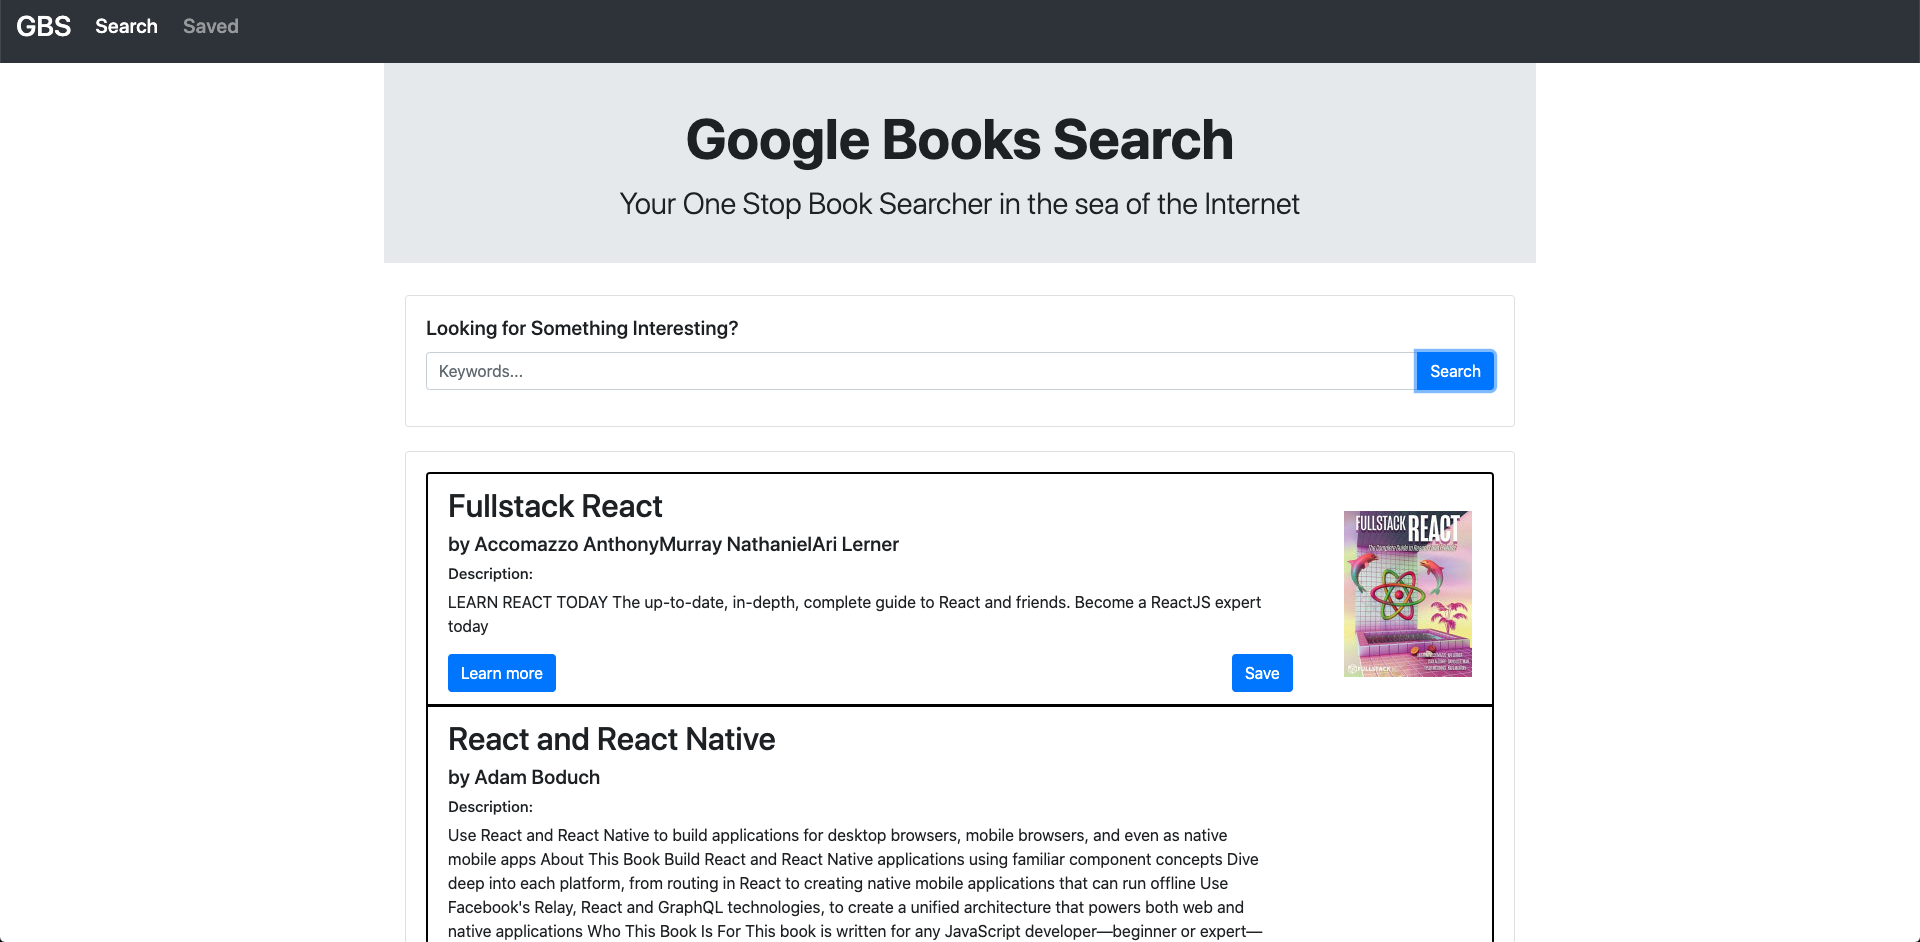 GBS Search Saved
Google Books Search
Your One Stop Book Searcher in the sea of the Internet
Looking for Something Interesting?
Keywords...
Search
Fullstack React
by Accomazzo AnthonyMurray NathanielAri Lerner
Description:
LEARN REACT TODAY The up-to-date, in-depth, complete guide to React and friends. Become a ReactJS expert
today
Learn more
Save
FULLSTACK REACT
FULLSTACK
React and React Native
by Adam Boduch
Description:
Use React and React Native to build applications for desktop browsers, mobile browsers, and even as native
mobile apps About This Book Build React and React Native applications using familiar component concepts Dive
deep into each platform, from routing in React to creating native mobile applications that can run offline Use
Facebook's Relay, React and GraphQL technologies, to create a unified architecture that powers both web and
native applications Who This Book Is For This book is written for any JavaScript developer—beginner or expert—